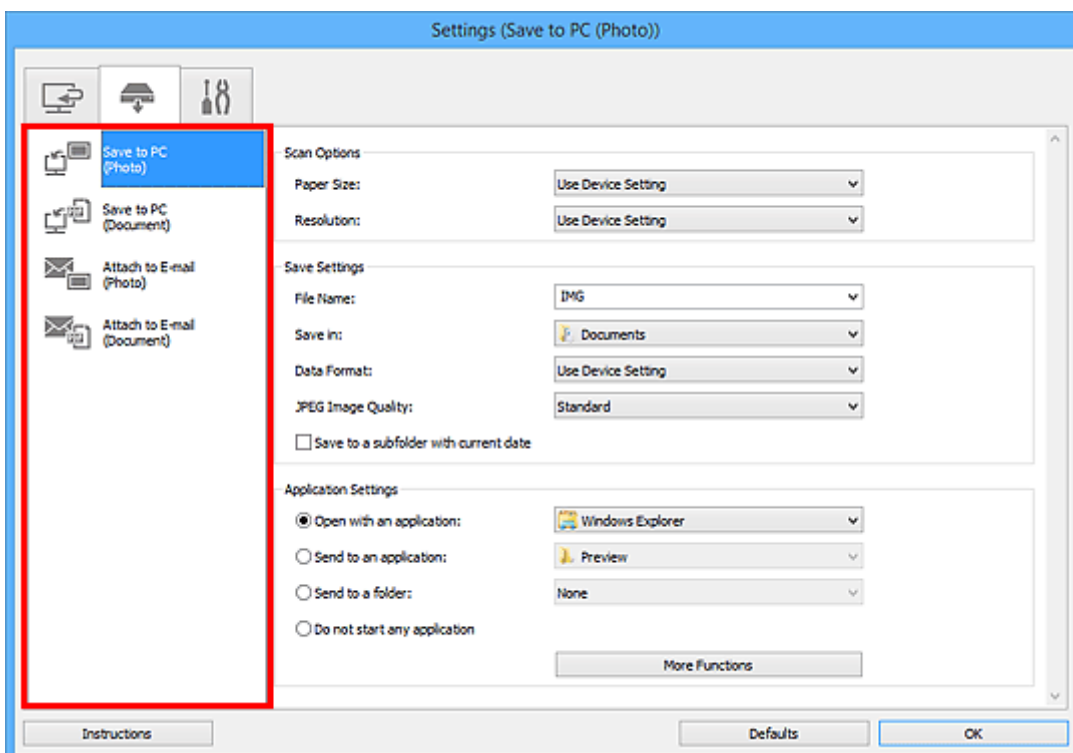 Settings (Save to PC (Photo))
Save to PC
(Photo)
Save to PC
(Document)
Attach to E-mail
(Photo)
Attach to E-mail
(Document)
Scan Options
Paper Size: Use Device Setting
Resolution: Use Device Setting
Save Settings
File Name: IMG
Save in: Documents
Data Format: Use Device Setting
JPEG Image Quality: Standard
Save to a subfolder with current date
Application Settings
Open with an application: Windows Explorer
Send to an application: Preview
Send to a folder: None
Do not start any application
More Functions
Instructions Defaults OK